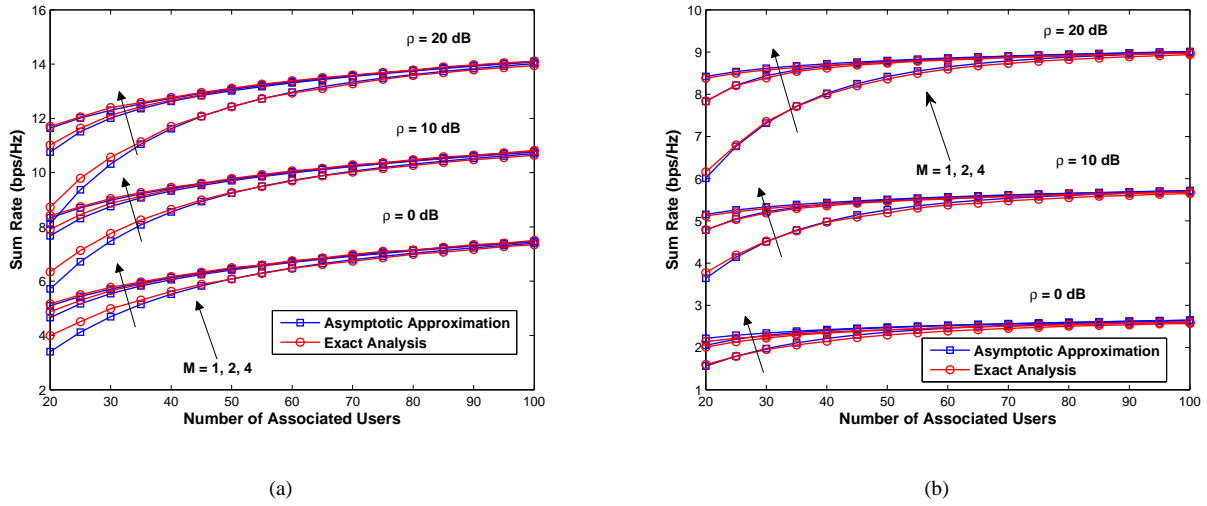 16
14
12
10
8
6
4
2
20 30 40 50 60 70 80 90 100
Sum Rate (bps/Hz)
Number of Associated Users
ρ = 20 dB
ρ = 10 dB
ρ = 0 dB
Asymptotic Approximation
Exact Analysis
M = 1, 2, 4
(a)
10
9
8
7
6
5
4
3
2
1
20 30 40 50 60 70 80 90 100
Sum Rate (bps/Hz)
Number of Associated Users
ρ = 20 dB
M = 1, 2, 4
ρ = 10 dB
ρ = 0 dB
Asymptotic Approximation
Exact Analysis
(b)